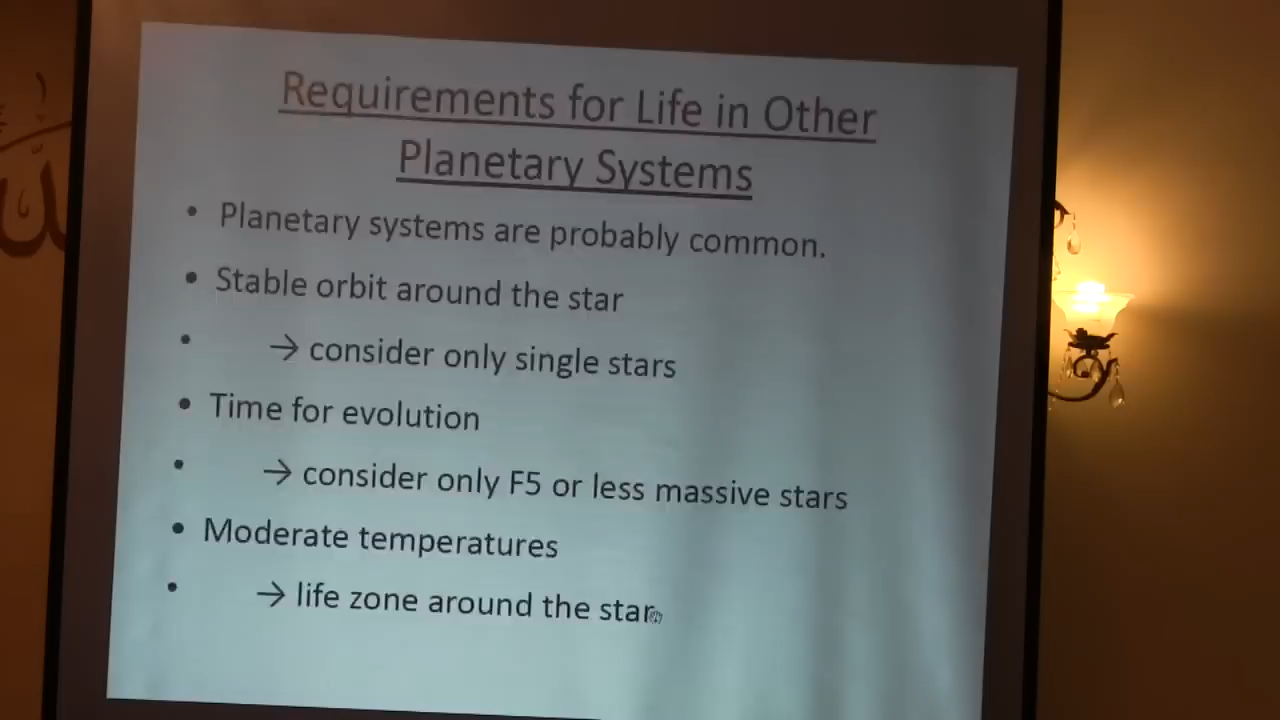 Requirements for Life in Other
Planetary Systems
• Planetary systems are probably common.
• Stable orbit around the star
• → consider only single stars
• Time for evolution
• → consider only F5 or less massive stars
• Moderate temperatures
• → life zone around the star